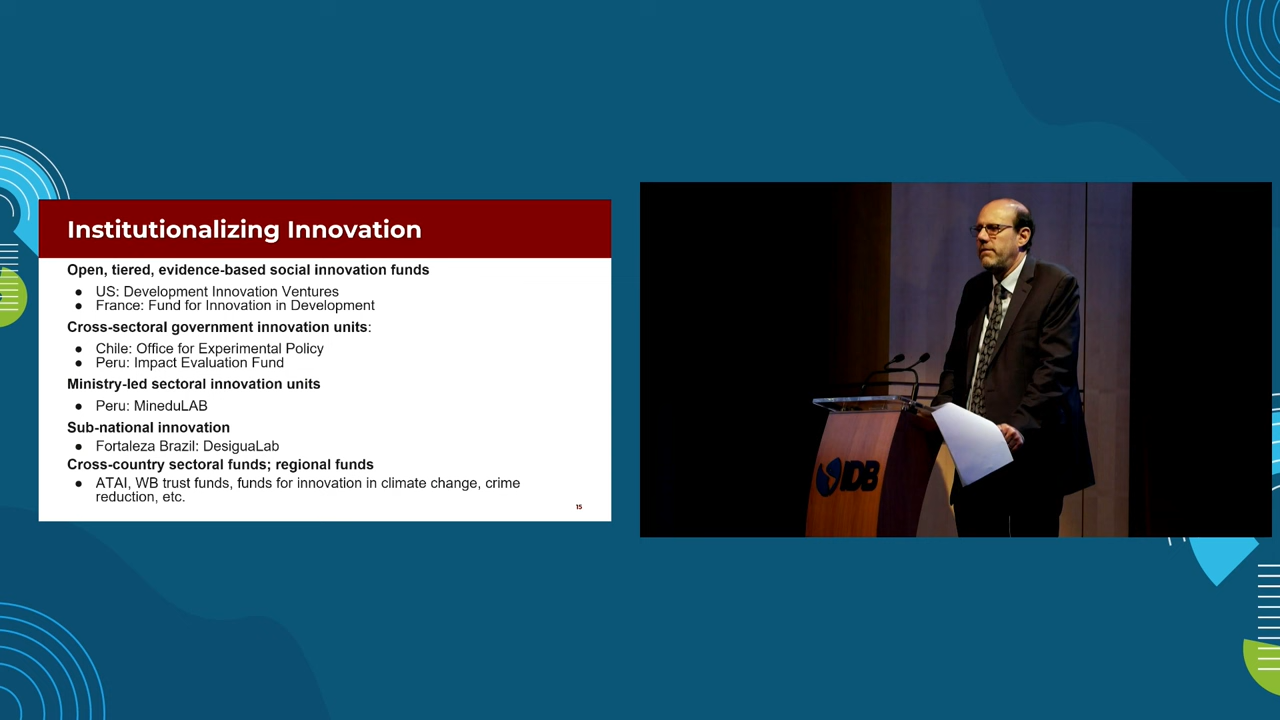 Institutionalizing Innovation
Open, tiered, evidence-based social innovation funds
● US: Development Innovation Ventures
● France: Fund for Innovation in Development
Cross-sectoral government innovation units:
● Chile: Office for Experimental Policy
● Peru: Impact Evaluation Fund
Ministry-led sectoral innovation units
● Peru: MineduLAB
Sub-national innovation
● Fortaleza Brazil: DesiguaLab
Cross-country sectoral funds; regional funds
● ATAI, WB trust funds, funds for innovation in climate change, crime
reduction, etc.
15
IDB